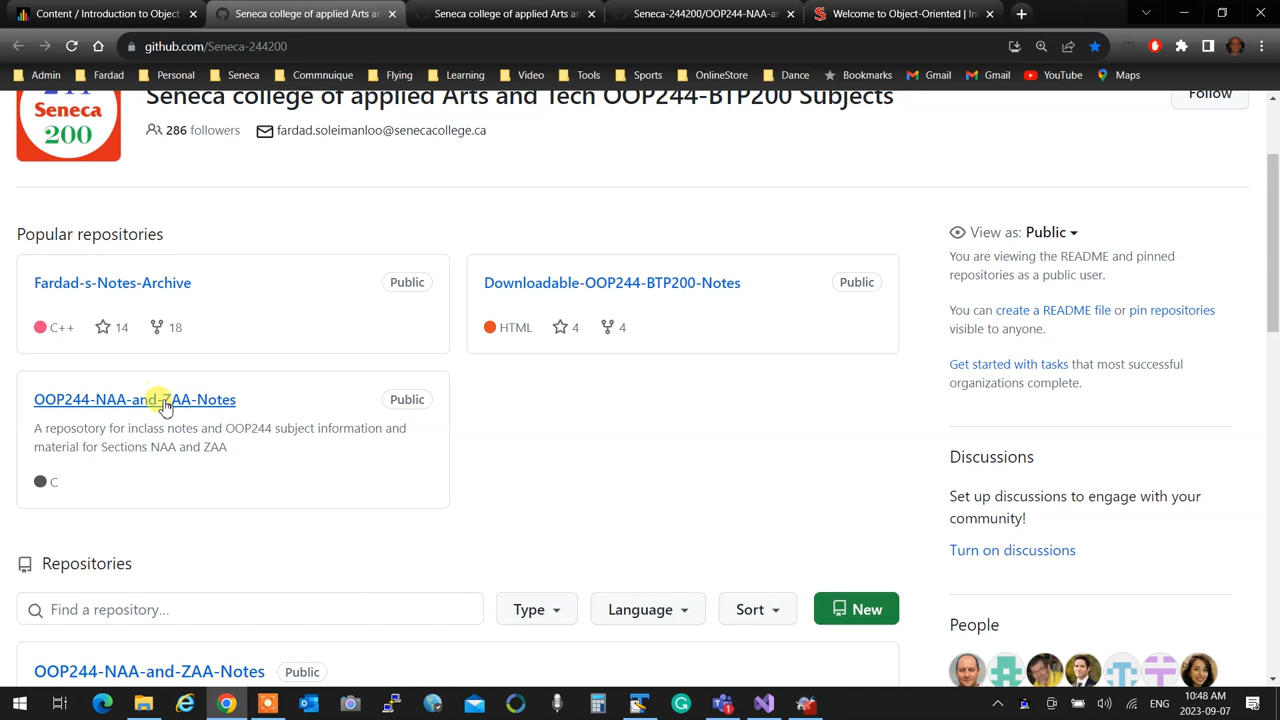 Content / Introduction to Object
Seneca college of applied Arts an
Seneca college of applied Arts an
Seneca-244200/OOP244-NAA-a
Welcome to Object-Oriented | In
github.com/Seneca-244200
Admin Fardad Personal Seneca Commnuique Flying Learning Video Tools Sports OnlineStore Dance Bookmarks Gmail Gmail YouTube Maps
Seneca college of applied Arts and Tech OOP244-BTP200 Subjects
Follow
Seneca
200
286 followers fardad.soleimanloo@senecacollege.ca
Popular repositories
Fardad-s-Notes-Archive Public
C++ 14 18
Downloadable-OOP244-BTP200-Notes Public
HTML 4 4
OOP244-NAA-and-ZAA-Notes Public
A reposotory for inclass notes and OOP244 subject information and
material for Sections NAA and ZAA
C
View as: Public
You are viewing the README and pinned
repositories as a public user.
You can create a README file or pin repositories
visible to anyone.
Get started with tasks that most successful
organizations complete.
Discussions
Set up discussions to engage with your
community!
Turn on discussions
People
Repositories
Find a repository... Type Language Sort New
OOP244-NAA-and-ZAA-Notes Public
ENG
10:48 AM
2023-09-07